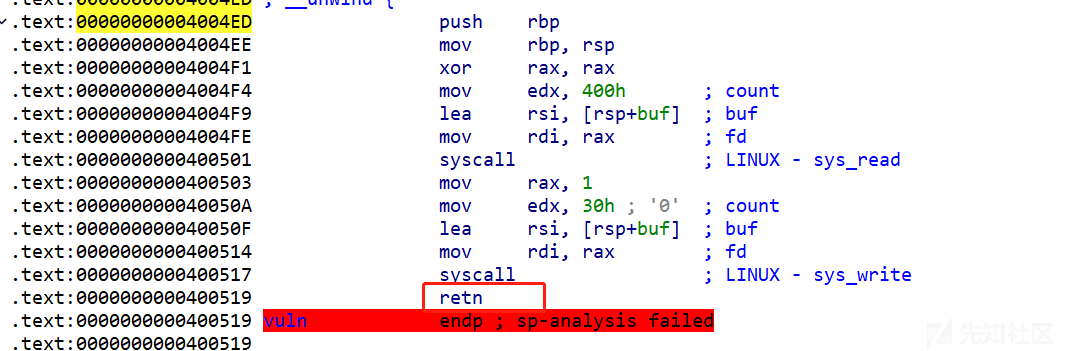 .text:00000000004004ED ; __unwind {
.text:00000000004004ED push rbp
.text:00000000004004EE mov rbp, rsp
.text:00000000004004F1 xor rax, rax
.text:00000000004004F4 mov edx, 400h ; count
.text:00000000004004F9 lea rsi, [rsp+buf] ; buf
.text:00000000004004FE mov rdi, rax ; fd
.text:0000000000400501 syscall ; LINUX - sys_read
.text:0000000000400503 mov rax, 1
.text:000000000040050A mov edx, 30h ; '0' ; count
.text:000000000040050F lea rsi, [rsp+buf] ; buf
.text:0000000000400514 mov rdi, rax ; fd
.text:0000000000400517 syscall ; LINUX - sys_write
.text:0000000000400519 retn
.text:0000000000400519 vuln endp ; sp-analysis failed
.text:0000000000400519
先知社区